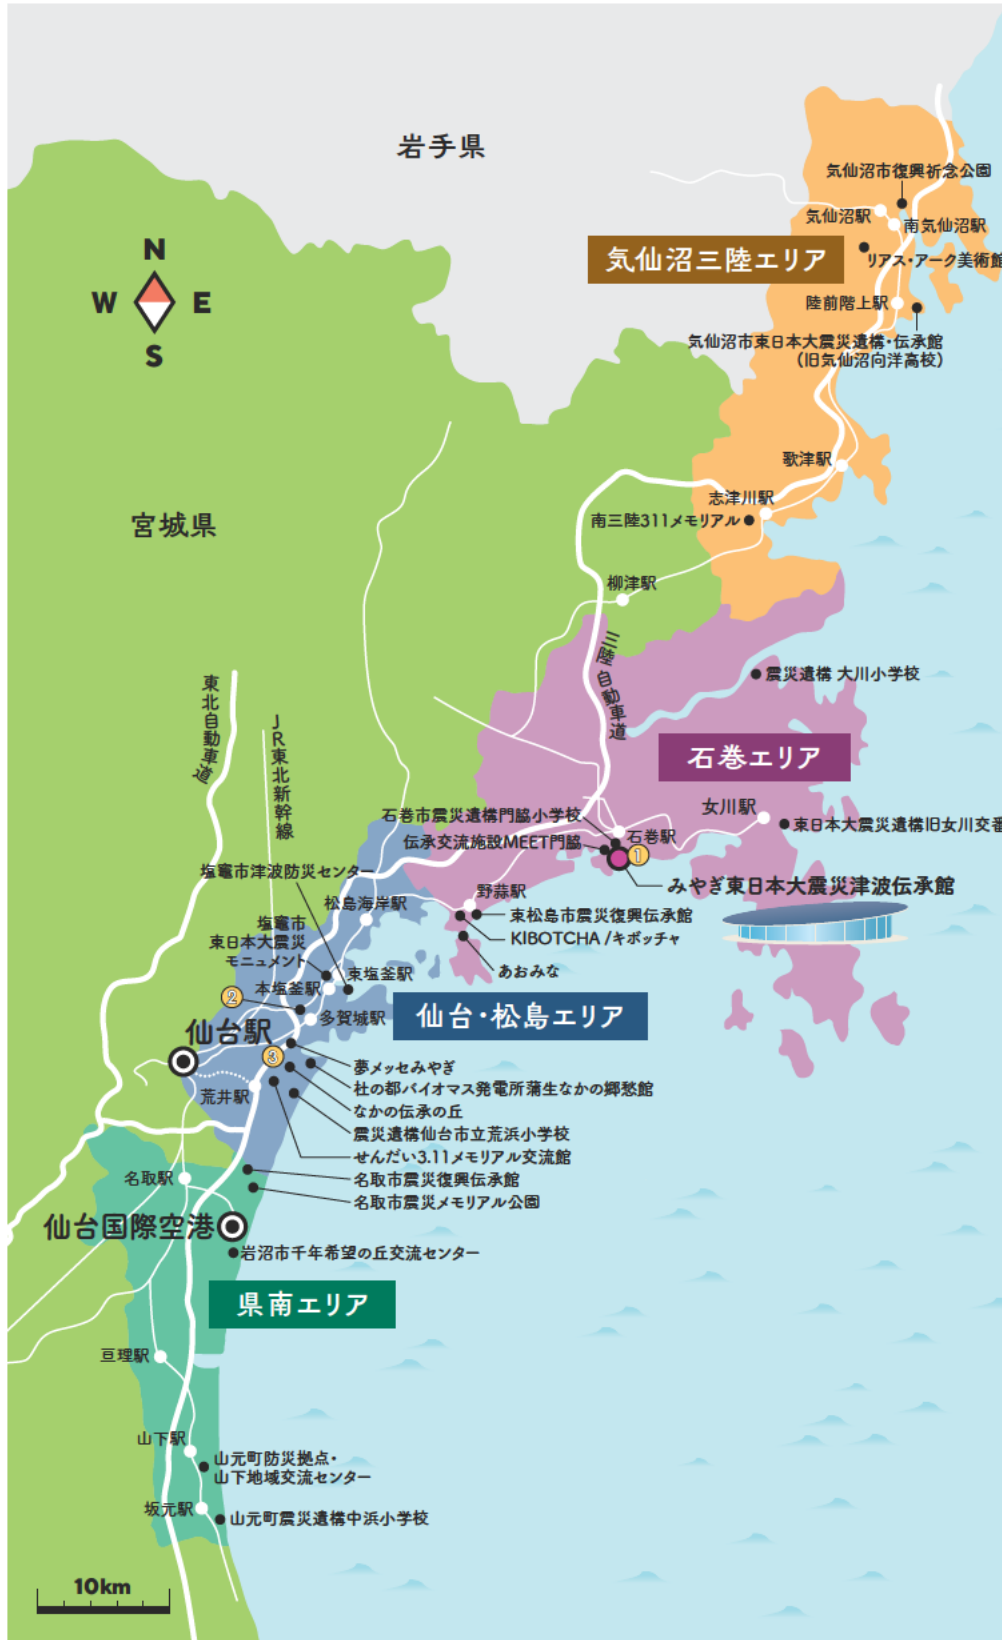 岩手県
気仙沼市復興祈念公園
気仙沼駅
南気仙沼駅
気仙沼三陸エリア
リアス・アーク美術館
N
W
E
S
陸前階上駅
気仙沼市東日本大震災遺構・伝承館
(旧気仙沼向洋高校)
歌津駅
志津川駅
南三陸311メモリアル
宮城県
柳津駅
三陸自動車道
震災遺構 大川小学校
東北自動車道
JR東北新幹線
石巻エリア
女川駅
石巻市震災遺構門脇小学校
東日本大震災遺構旧女川交番
石巻駅
伝承交流施設MEET門脇
1
塩竈市津波防災センター
みやぎ東日本大震災津波伝承館
野蒜駅
松島海岸駅
東松島市震災復興伝承館
塩竈市
東日本大震災
モニュメント
KIBOTCHA /キボッチャ
あおみな
東塩釜駅
本塩釜駅
2
仙台・松島エリア
多賀城駅
仙台駅
3
夢メッセみやぎ
杜の都バイオマス発電所蒲生なかの郷愁館
荒井駅
なかの伝承の丘
震災遺構仙台市立荒浜小学校
せんだい3.11メモリアル交流館
名取駅
名取市震災復興伝承館
名取市震災メモリアル公園
仙台国際空港
岩沼市千年希望の丘交流センター
県南エリア
亘理駅
山下駅
山元町防災拠点・
山下地域交流センター
坂元駅
山元町震災遺構中浜小学校
10km